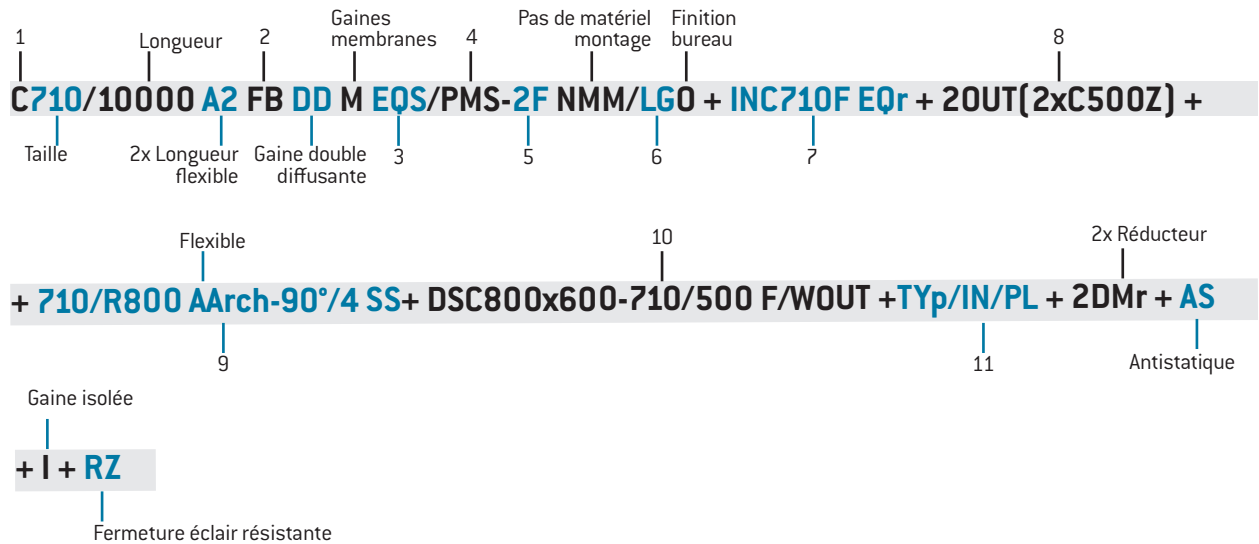 1
Longueur
2
Gaines
membranes
4
Pas de matériel
montage
Finition
bureau
8
C710/10000 A2 FB DD M EQS/PMS-2F NMM/LGO + INC710F EQr + 2OUT(2xC500Z) +
Taille
2x Longueur
flexible
Gaine double
diffusante
3
5
6
7
Flexible
10
2x Réducteur
+ 710/R800 AArch-90°/4 SS+ DSC800x600-710/500 F/WOUT +TYp/IN/PL + 2DMr + AS
9
11
Antistatique
Gaine isolée
+ I + RZ
Fermeture éclair résistante